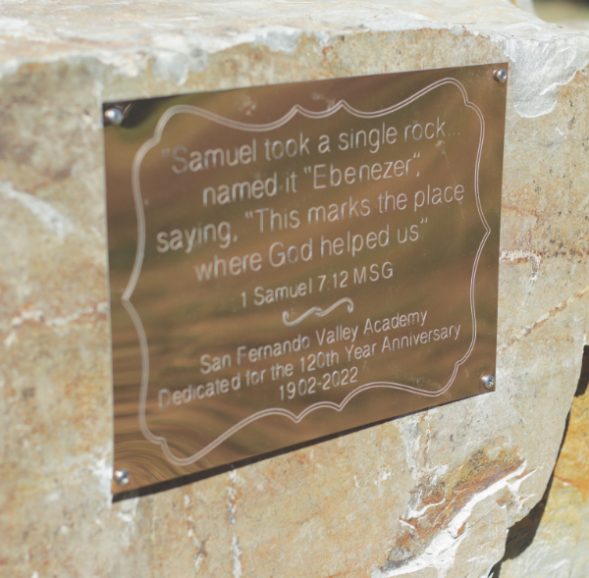 "Samuel took a single rock...
named it "Ebenezer",
saying, "This marks the place
where God helped us"
1 Samuel 7:12 MSG
San Fernando Valley Academy
Dedicated for the 120th Year Anniversary
1902-2022